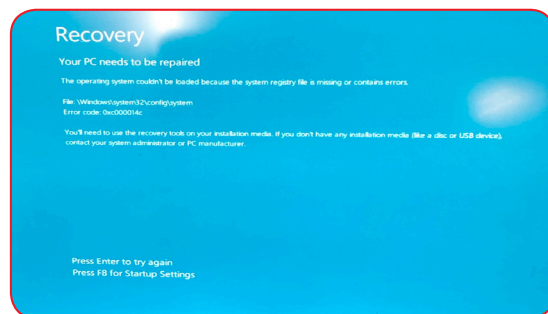 Recovery
Your PC needs to be repaired
The operating system couldn't be loaded because the system registry file is missing or contains errors.
File: \Windows\system32\config\system
Error code: 0xc000014c
You'll need to use the recovery tools on your installation media. If you don't have any installation media (like a disc or USB device),
contact your system administrator or PC manufacturer.
Press Enter to try again
Press F8 for Startup Settings